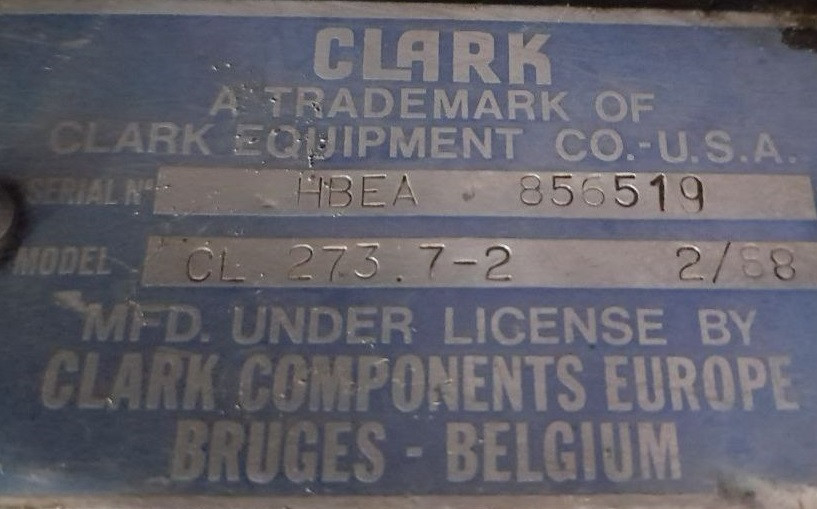 CLARK
A TRADEMARK OF
CLARK EQUIPMENT CO.-U.S.A.
SERIAL Nº HBEA 856519
MODEL CL. 273.7-2 2/88
MFD. UNDER LICENSE BY
CLARK COMPONENTS EUROPE
BRUGES - BELGIUM